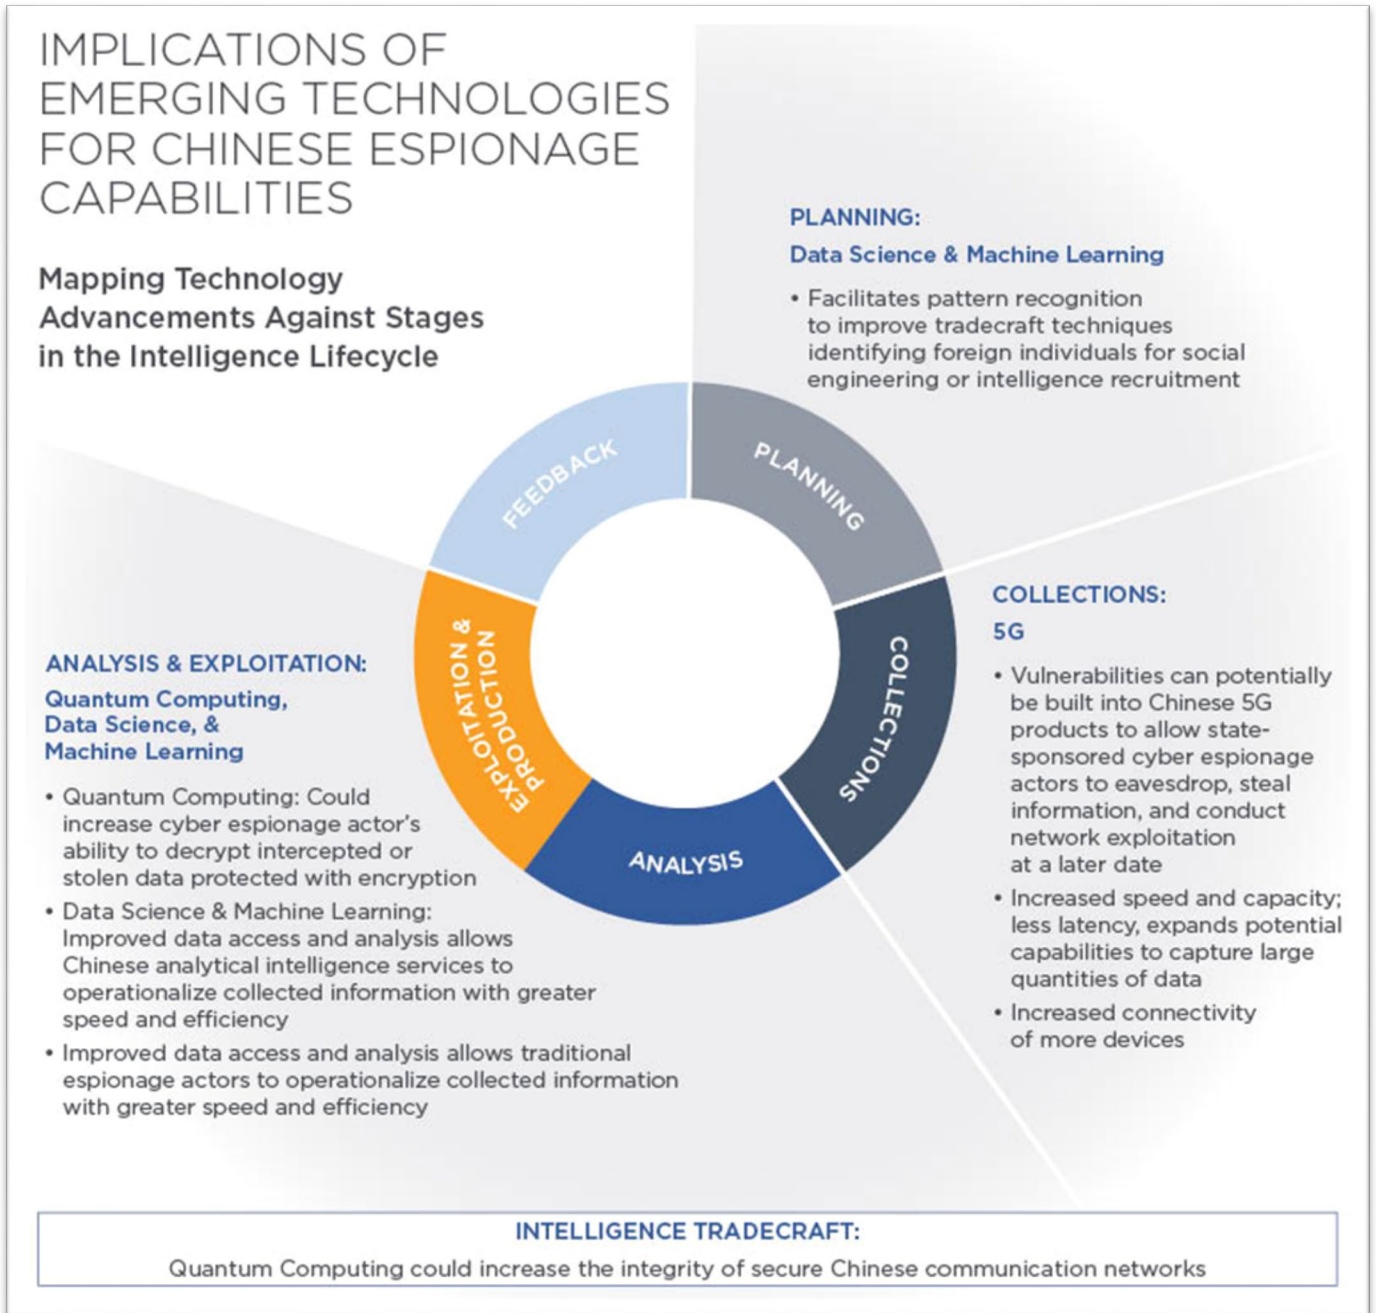 IMPLICATIONS OF
EMERGING TECHNOLOGIES
FOR CHINESE ESPIONAGE
CAPABILITIES
Mapping Technology
Advancements Against Stages
in the Intelligence Lifecycle
PLANNING:
Data Science & Machine Learning
• Facilitates pattern recognition
to improve tradecraft techniques
identifying foreign individuals for social
engineering or intelligence recruitment
FEEDBACK
PLANNING
COLLECTIONS
ANALYSIS
EXPLOITATION &
PRODUCTION
COLLECTIONS:
5G
• Vulnerabilities can potentially
be built into Chinese 5G
products to allow state-
sponsored cyber espionage
actors to eavesdrop, steal
information, and conduct
network exploitation
at a later date
• Increased speed and capacity;
less latency, expands potential
capabilities to capture large
quantities of data
• Increased connectivity
of more devices
ANALYSIS & EXPLOITATION:
Quantum Computing,
Data Science, &
Machine Learning
• Quantum Computing: Could
increase cyber espionage actor's
ability to decrypt intercepted or
stolen data protected with encryption
• Data Science & Machine Learning:
Improved data access and analysis allows
Chinese analytical intelligence services to
operationalize collected information with greater
speed and efficiency
• Improved data access and analysis allows traditional
espionage actors to operationalize collected information
with greater speed and efficiency
INTELLIGENCE TRADECRAFT:
Quantum Computing could increase the integrity of secure Chinese communication networks